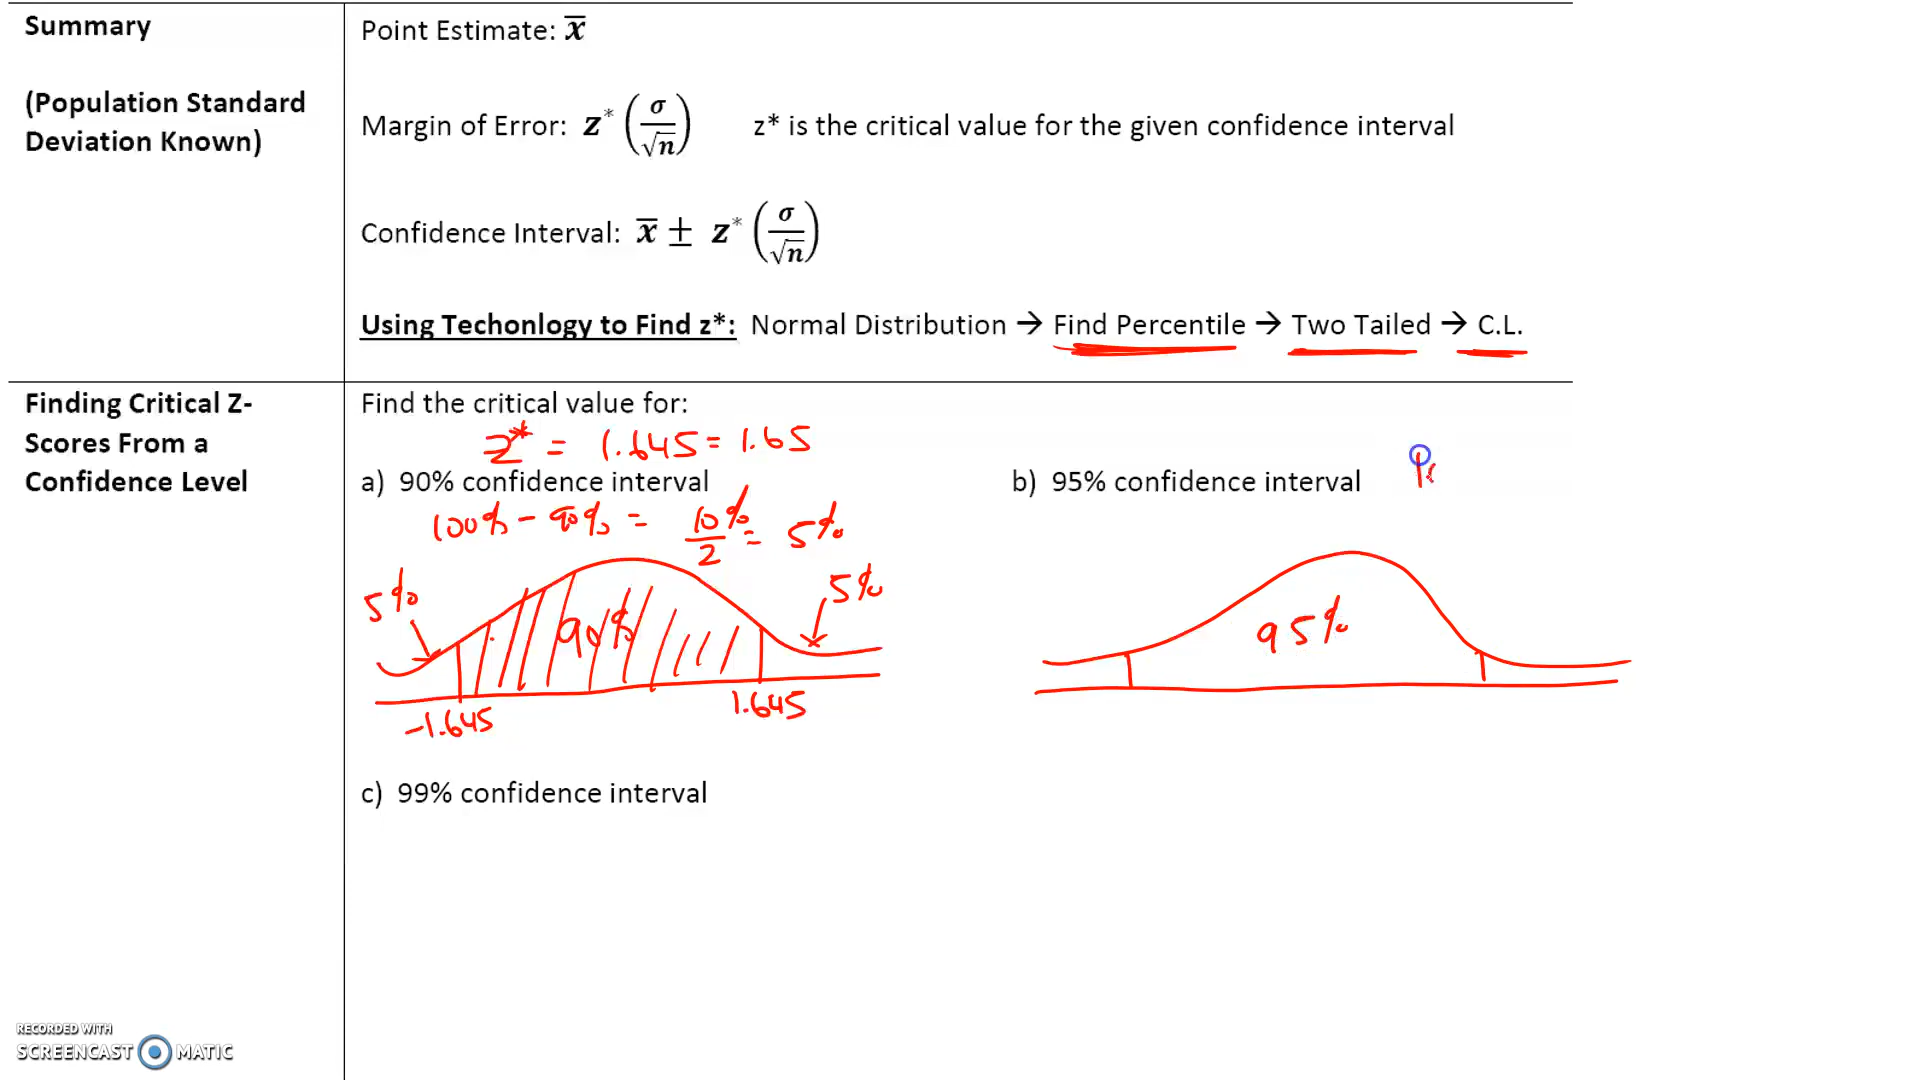 Summary
(Population Standard
Deviation Known)
Point Estimate: x̄
Margin of Error: z* (σ/√n) z* is the critical value for the given confidence interval
Confidence Interval: x̄ ± z* (σ/√n)
Using Techonlogy to Find z*: Normal Distribution → Find Percentile → Two Tailed → C.L.
Finding Critical Z-
Scores From a
Confidence Level
Find the critical value for:
z* = 1.645 = 1.65
a) 90% confidence interval
100% - 90% = 10%/2 = 5%
5%
90%
5%
-1.645
1.645
b) 95% confidence interval
95%
c) 99% confidence interval
RECORDED WITH
SCREENCAST MATIC